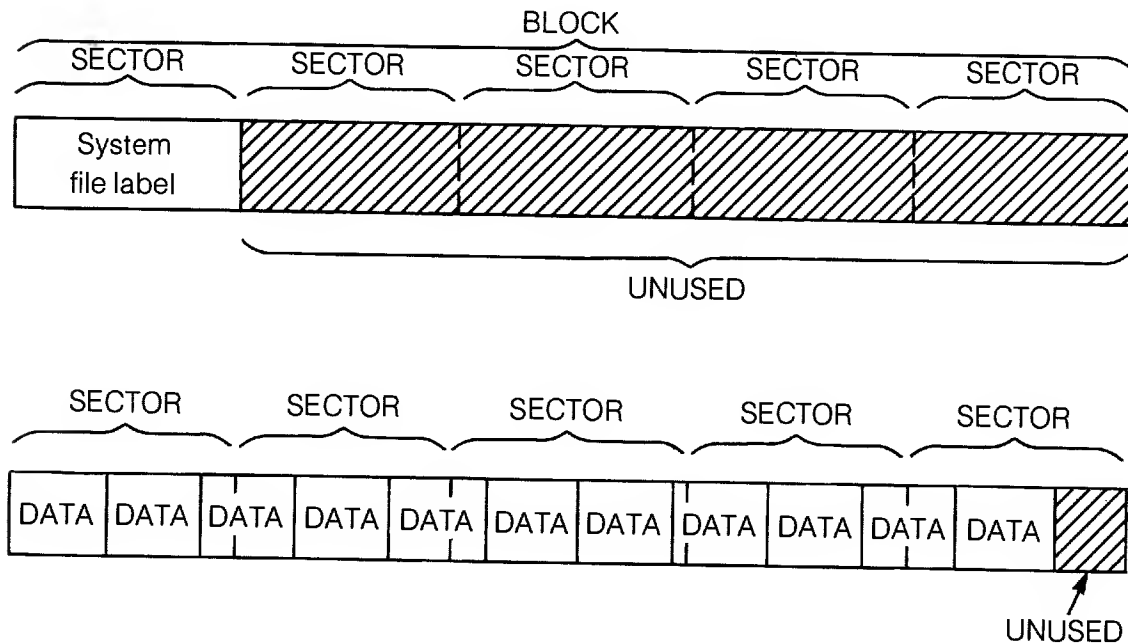 BLOCK
SECTOR SECTOR SECTOR SECTOR SECTOR
System
file label
UNUSED
SECTOR SECTOR SECTOR SECTOR SECTOR
DATA DATA DATA DATA DATA DATA DATA DATA DATA DATA DATA
UNUSED